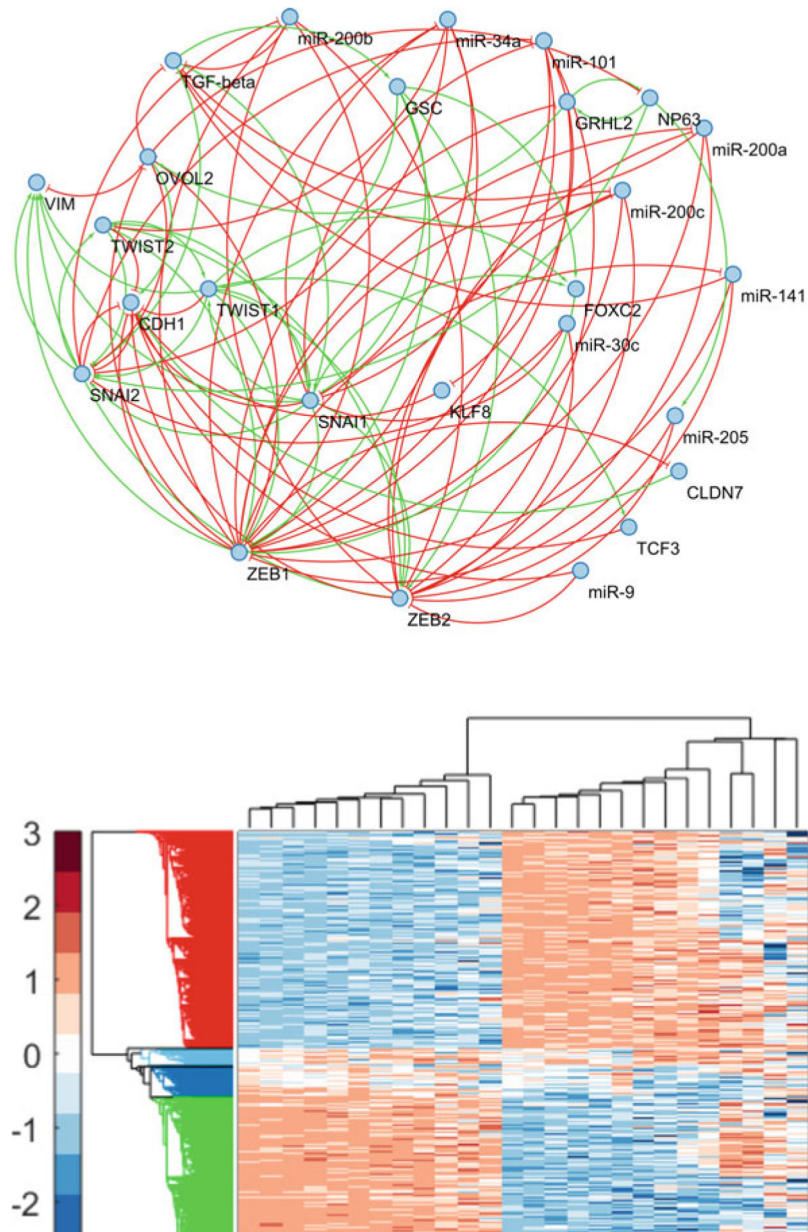 miR-200b
miR-34a
miR-101
TGF-beta
GSC
GRHL2
NP63
miR-200a
OVOL2
VIM
miR-200c
TWIST2
miR-141
TWIST1
FOXC2
CDH1
miR-30c
SNAI2
SNAI1
KLF8
miR-205
CLDN7
TCF3
ZEB1
miR-9
ZEB2
3
2
1
0
-1
-2